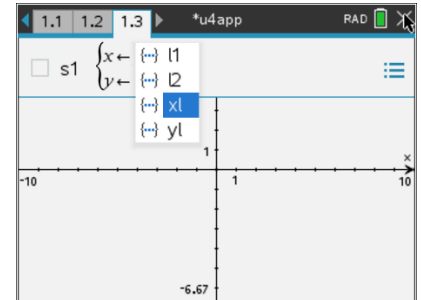 1.1 1.2 1.3 *u4app RAD
s1 {x← {···} l1
y← {···} l2
{···} xl
{···} yl
1
x
-10 1 10
-6.67